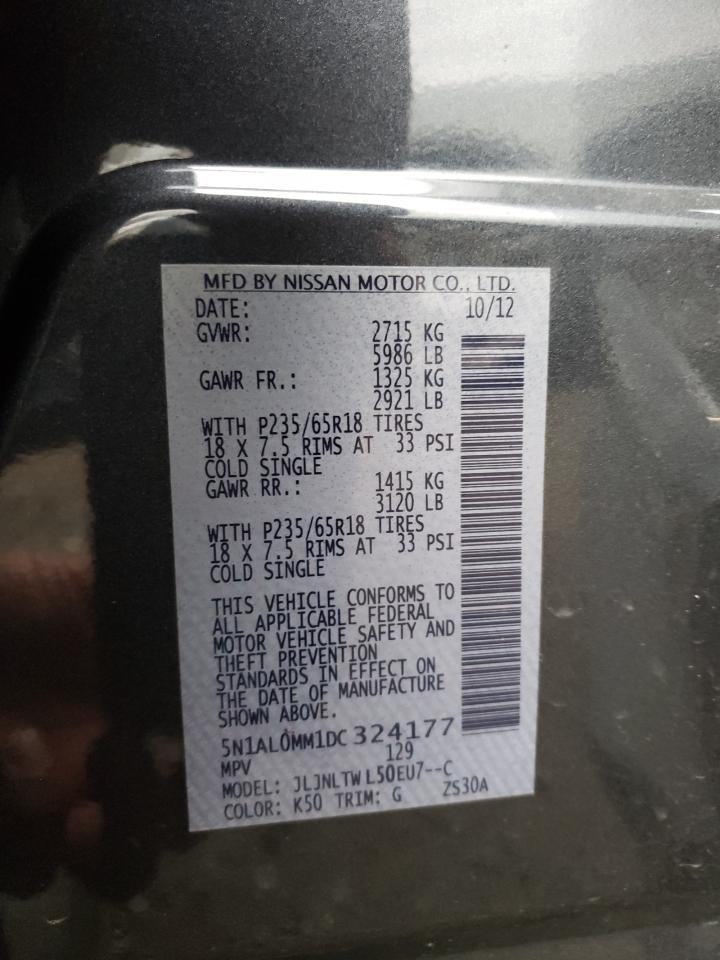 MFD BY NISSAN MOTOR CO., LTD.
DATE: 10/12
GVWR: 2715 KG
5986 LB
GAWR FR.: 1325 KG
2921 LB
WITH P235/65R18 TIRES
18 X 7.5 RIMS AT 33 PSI
COLD SINGLE
GAWR RR.: 1415 KG
3120 LB
WITH P235/65R18 TIRES
18 X 7.5 RIMS AT 33 PSI
COLD SINGLE
THIS VEHICLE CONFORMS TO
ALL APPLICABLE FEDERAL
MOTOR VEHICLE SAFETY AND
THEFT PREVENTION
STANDARDS IN EFFECT ON
THE DATE OF MANUFACTURE
SHOWN ABOVE.
5N1AL0MM1DC 324177
MPV 129
MODEL: JLJNLTW L50EU7--C
COLOR: K50 TRIM: G ZS30A